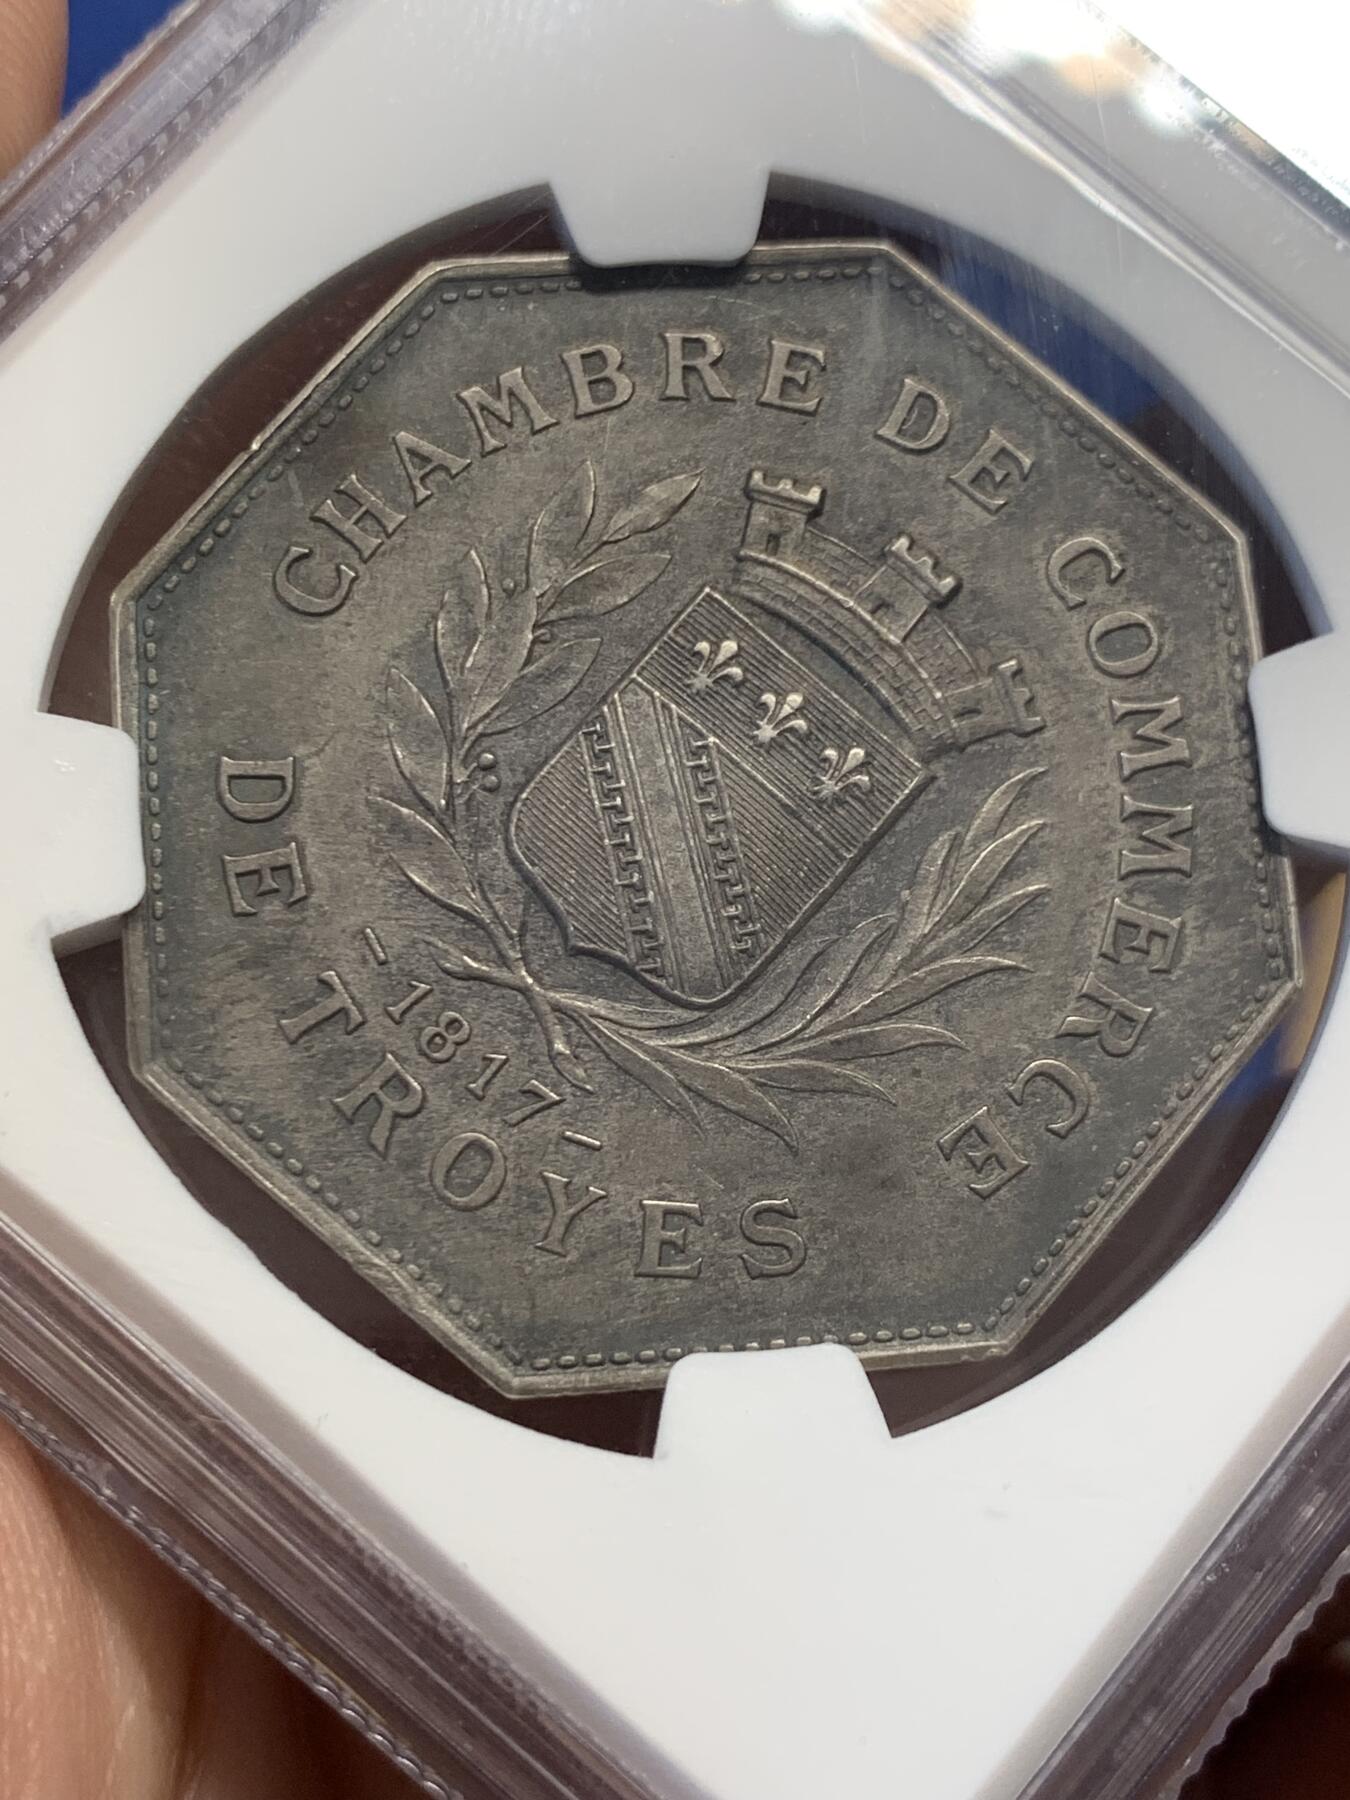 CHAMBRE DE COMMERCE
DE TROYES
- 1817 -